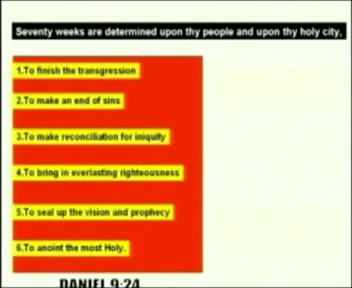 Seventy weeks are determined upon thy people and upon thy holy city,
1.To finish the transgression
2.To make an end of sins
3.To make reconciliation for iniquity
4.To bring in everlasting righteousness
5.To seal up the vision and prophecy
6.To anoint the most Holy.
DANIEL 9:24